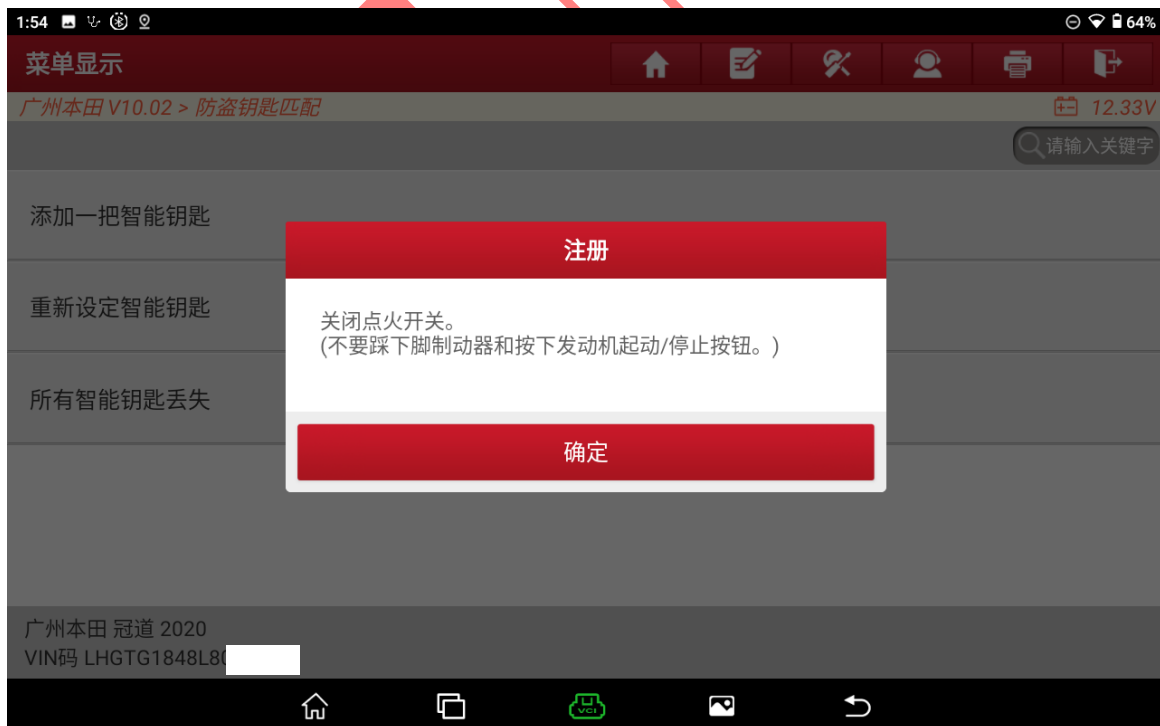 1:54
64%
菜单显示
广州本田 V10.02 > 防盗钥匙匹配
12.33V
请输入关键字
添加一把智能钥匙
重新设定智能钥匙
所有智能钥匙丢失
注册
关闭点火开关。
(不要踩下脚制动器和按下发动机起动/停止按钮。)
确定
广州本田 冠道 2020
VIN码 LHGTG1848L80
VCI